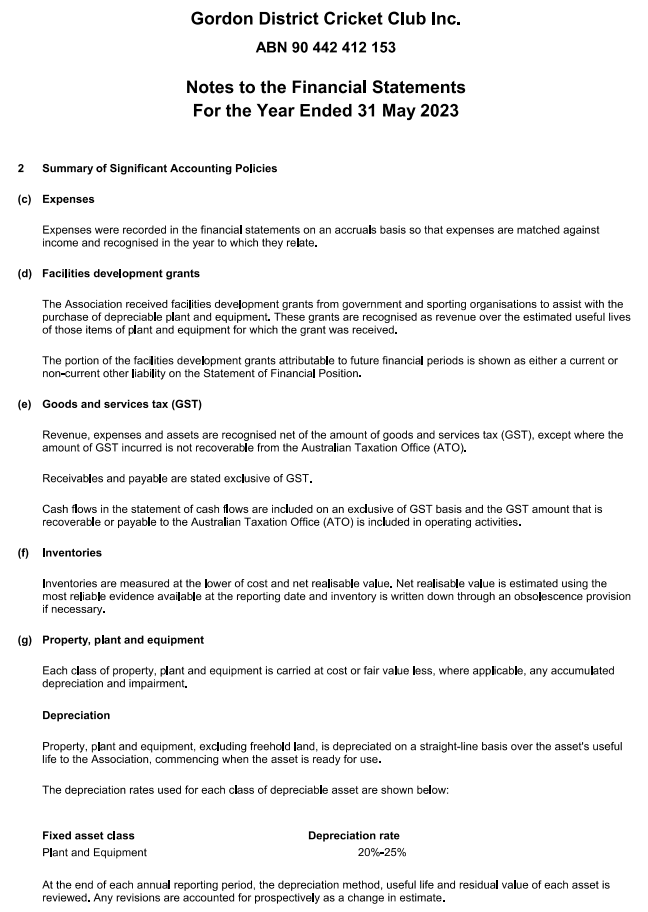 Gordon District Cricket Club Inc.
ABN 90 442 412 153
Notes to the Financial Statements
For the Year Ended 31 May 2023
2 Summary of Significant Accounting Policies
(c) Expenses
Expenses were recorded in the financial statements on an accruals basis so that expenses are matched against
income and recognised in the year to which they relate.
(d) Facilities development grants
The Association received facilities development grants from government and sporting organisations to assist with the
purchase of depreciable plant and equipment. These grants are recognised as revenue over the estimated useful lives
of those items of plant and equipment for which the grant was received.
The portion of the facilities development grants attributable to future financial periods is shown as either a current or
non-current other liability on the Statement of Financial Position.
(e) Goods and services tax (GST)
Revenue, expenses and assets are recognised net of the amount of goods and services tax (GST), except where the
amount of GST incurred is not recoverable from the Australian Taxation Office (ATO).
Receivables and payable are stated exclusive of GST.
Cash flows in the statement of cash flows are included on an exclusive of GST basis and the GST amount that is
recoverable or payable to the Australian Taxation Office (ATO) is included in operating activities.
(f) Inventories
Inventories are measured at the lower of cost and net realisable value. Net realisable value is estimated using the
most reliable evidence available at the reporting date and inventory is written down through an obsolescence provision
if necessary.
(g) Property, plant and equipment
Each class of property, plant and equipment is carried at cost or fair value less, where applicable, any accumulated
depreciation and impairment.
Depreciation
Property, plant and equipment, excluding freehold land, is depreciated on a straight-line basis over the asset's useful
life to the Association, commencing when the asset is ready for use.
The depreciation rates used for each class of depreciable asset are shown below:
Fixed asset class Depreciation rate
Plant and Equipment 20%-25%
At the end of each annual reporting period, the depreciation method, useful life and residual value of each asset is
reviewed. Any revisions are accounted for prospectively as a change in estimate.